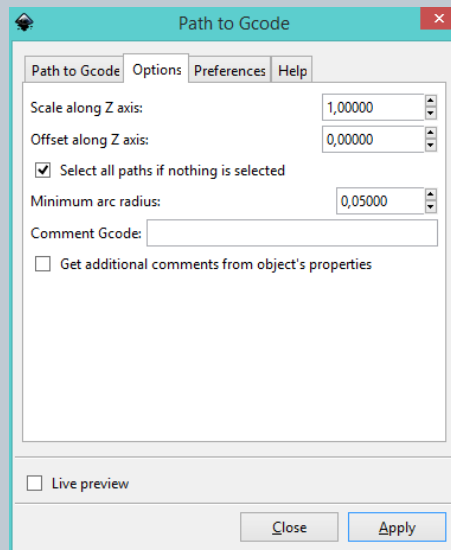 Path to Gcode
Path to Gcode Options Preferences Help
Scale along Z axis: 1,00000
Offset along Z axis: 0,00000
Select all paths if nothing is selected
Minimum arc radius: 0,05000
Comment Gcode:
Get additional comments from object's properties
Live preview
Close Apply